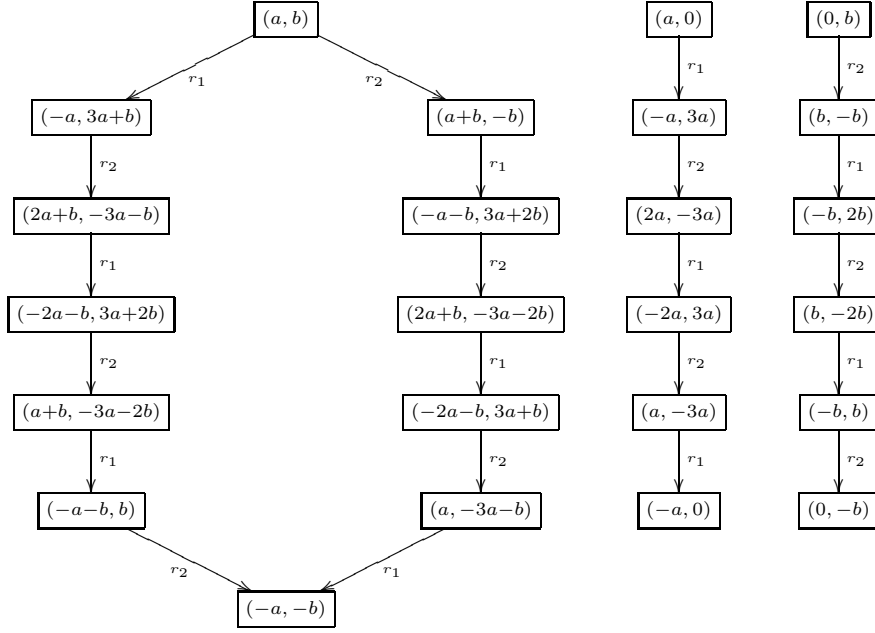 (a, b) (a, 0) (0, b)
r₁ r₂ r₁ r₂
(−a, 3a+b) (a+b, −b) (−a, 3a) (b, −b)
r₂ r₁ r₂ r₁
(2a+b, −3a−b) (−a−b, 3a+2b) (2a, −3a) (−b, 2b)
r₁ r₂ r₁ r₂
(−2a−b, 3a+2b) (2a+b, −3a−2b) (−2a, 3a) (b, −2b)
r₂ r₁ r₂ r₁
(a+b, −3a−2b) (−2a−b, 3a+b) (a, −3a) (−b, b)
r₁ r₂ r₁ r₂
(−a−b, b) (a, −3a−b) (−a, 0) (0, −b)
r₂ r₁
(−a, −b)